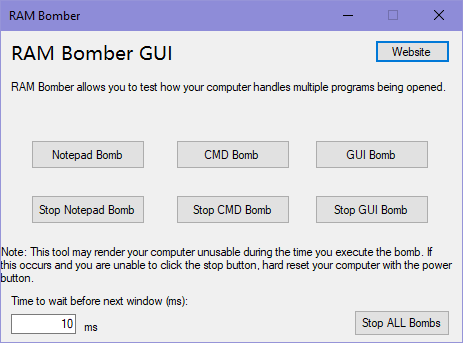 RAM Bomber
RAM Bomber GUI
Website
RAM Bomber allows you to test how your computer handles multiple programs being opened.
Notepad Bomb
CMD Bomb
GUI Bomb
Stop Notepad Bomb
Stop CMD Bomb
Stop GUI Bomb
Note: This tool may render your computer unusable during the time you execute the bomb. If
this occurs and you are unable to click the stop button, hard reset your computer with the power
button.
Time to wait before next window (ms):
10
ms
Stop ALL Bombs